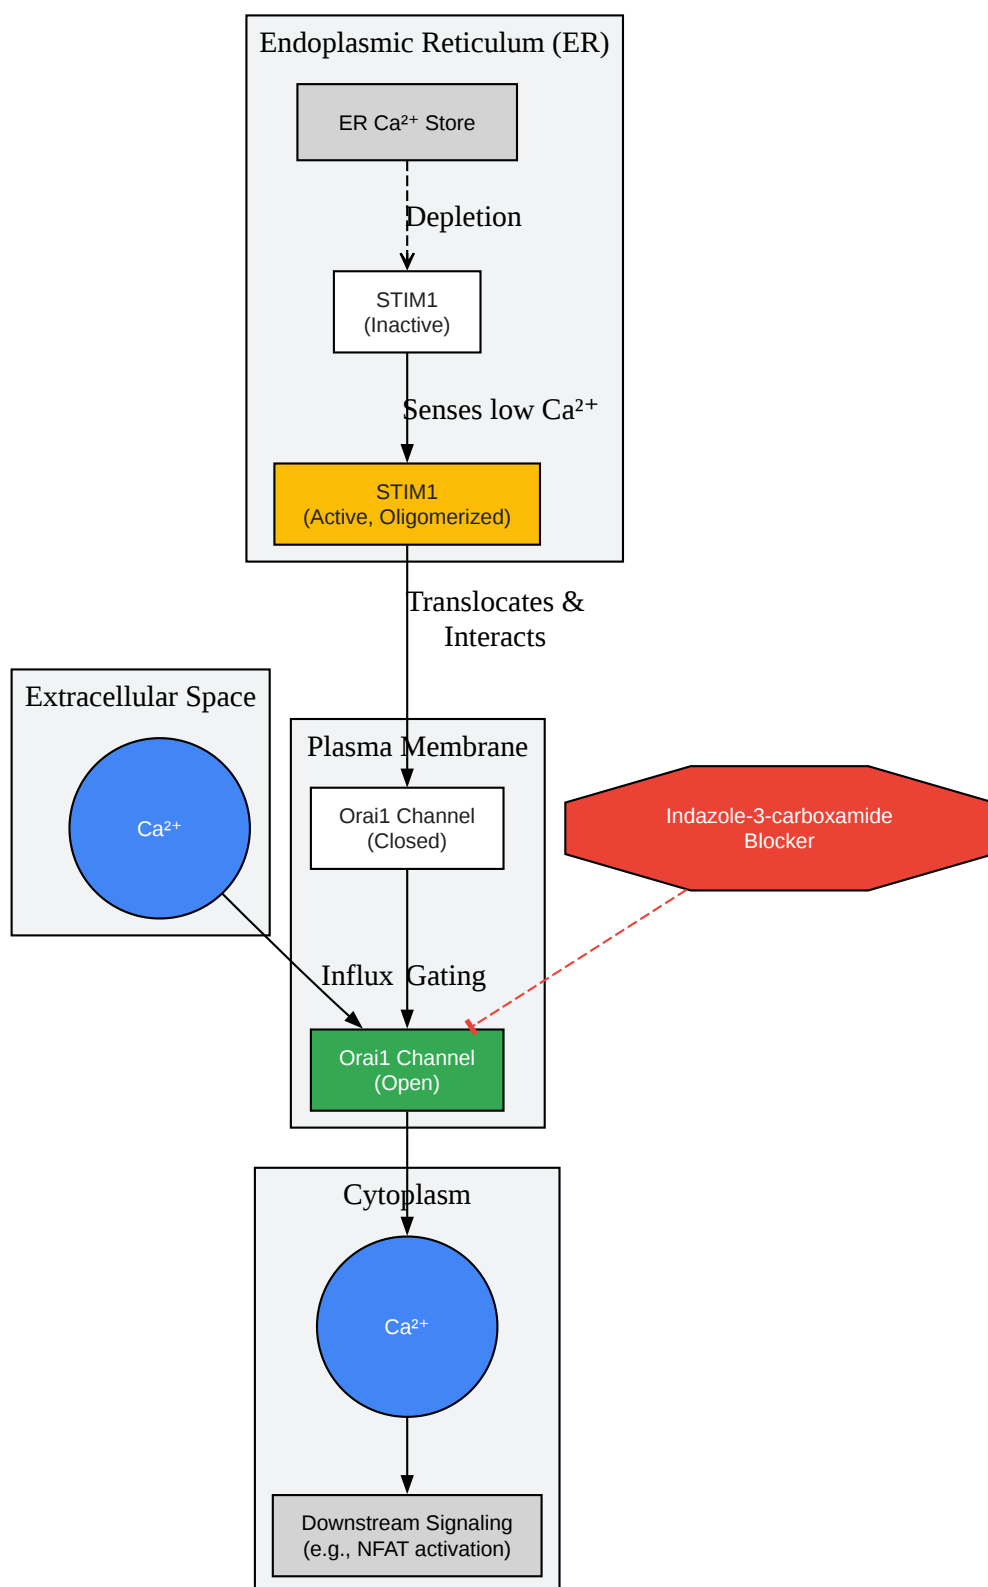 Endoplasmic Reticulum (ER)
ER Ca²⁺ Store
Depletion
STIM1
(Inactive)
Senses low Ca²⁺
STIM1
(Active, Oligomerized)
Translocates &
Interacts
Extracellular Space
Ca²⁺
Plasma Membrane
Orai1 Channel
(Closed)
Indazole-3-carboxamide
Blocker
Influx
Gating
Orai1 Channel
(Open)
Cytoplasm
Ca²⁺
Downstream Signaling
(e.g., NFAT activation)